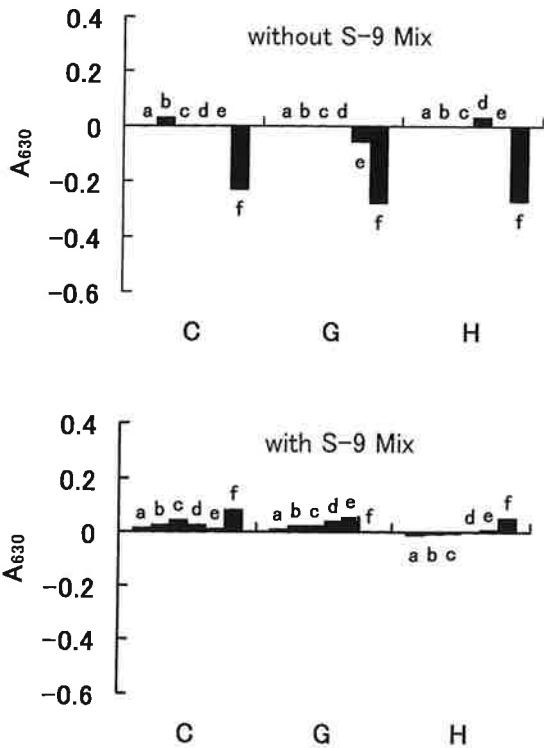 0.4
without S-9 Mix
0.2
b
d
a c d e
a b c d
a b c e
0
A630
-0.2
e
f
f
f
-0.4
-0.6
C G H
0.4
with S-9 Mix
0.2
f
a b c d e
a b c d e f
d e f
0
a b c
A630
-0.2
-0.4
-0.6
C G H